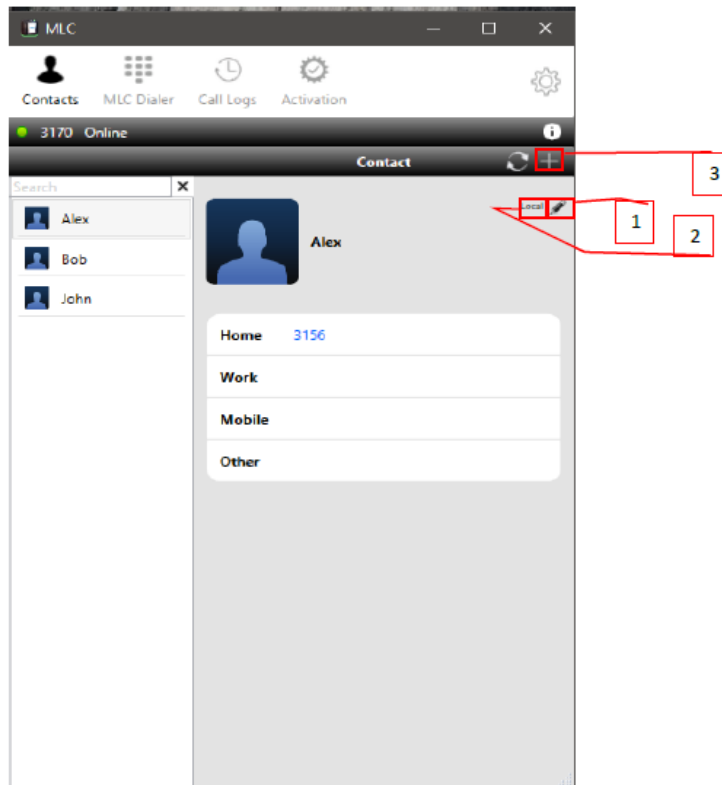 MLC
Contacts MLC Dialer Call Logs Activation
3170 Online
Contact
3
Search
Local
1
2
Alex
Alex
Bob
John
Home 3156
Work
Mobile
Other